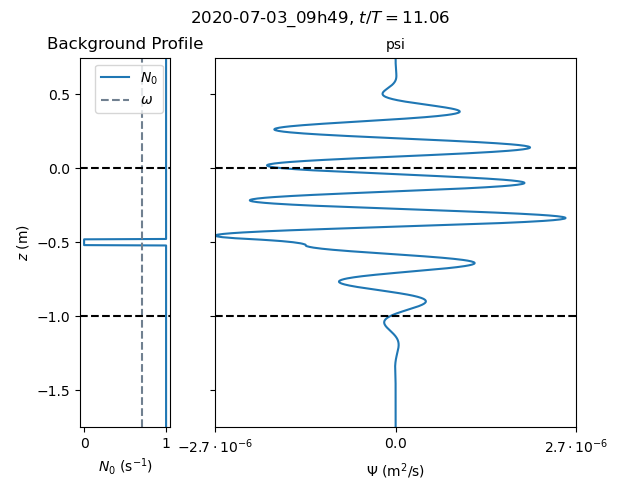 2020-07-03_09h49, t/T = 11.06
Background Profile
psi
N₀
ω
0.5
0.0
−0.5
−1.0
−1.5
z (m)
0 1
N₀ (s⁻¹)
−2.7 · 10⁻⁶ 0.0 2.7 · 10⁻⁶
Ψ (m²/s)